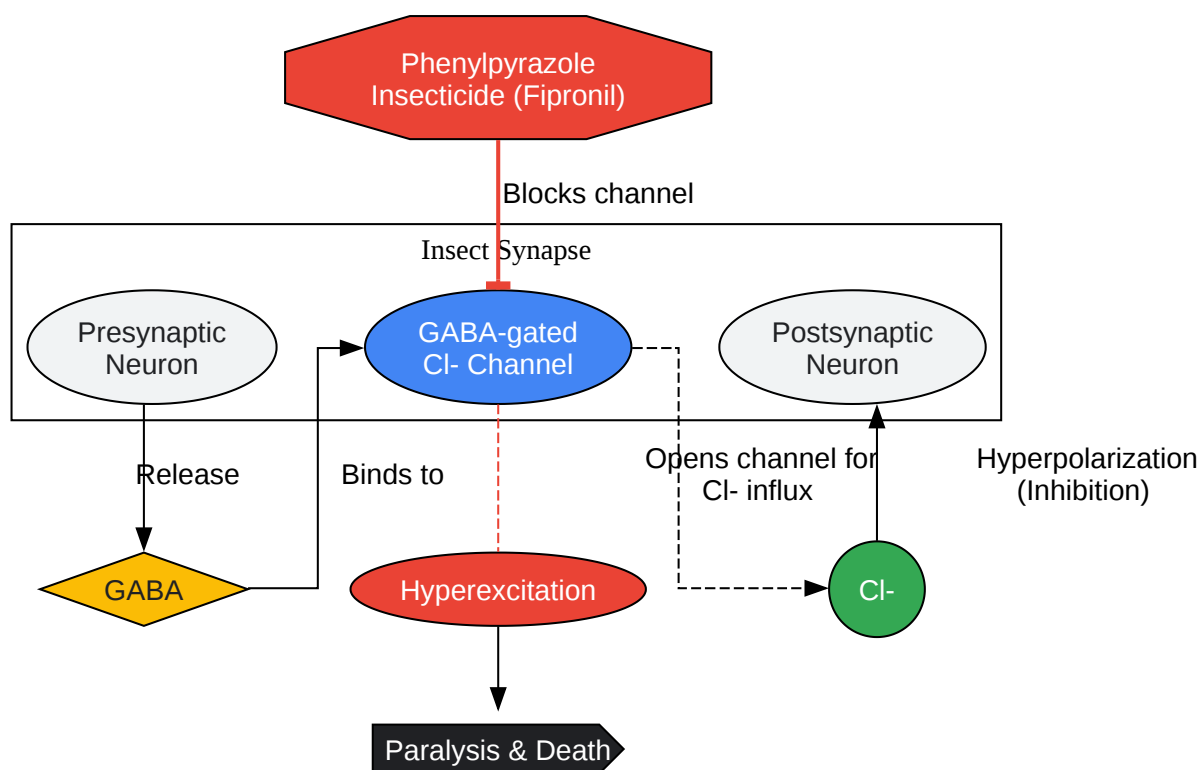 Phenylpyrazole
Insecticide (Fipronil)
Blocks channel
Insect Synapse
Presynaptic
Neuron
GABA-gated
Cl- Channel
Postsynaptic
Neuron
Release
Binds to
Opens channel for
Cl- influx
Hyperpolarization
(Inhibition)
GABA
Hyperexcitation
Cl-
Paralysis & Death